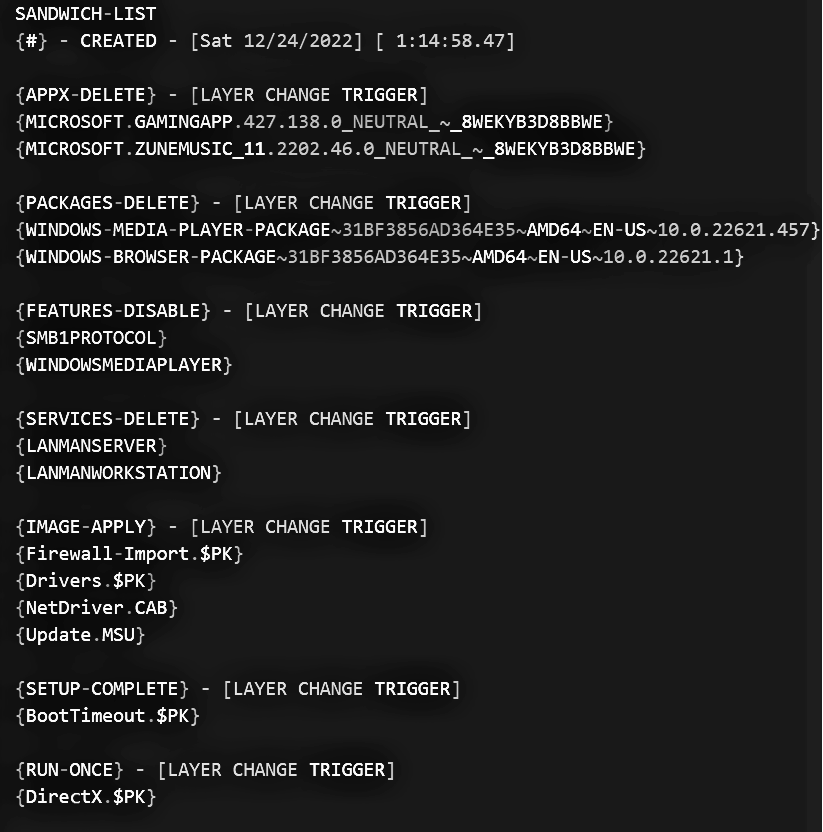 SANDWICH-LIST
{#} - CREATED - [Sat 12/24/2022] [ 1:14:58.47]
{APPX-DELETE} - [LAYER CHANGE TRIGGER]
{MICROSOFT.GAMINGAPP.427.138.0_NEUTRAL_~_8WEKYB3D8BBWE}
{MICROSOFT.ZUNEMUSIC_11.2202.46.0_NEUTRAL_~_8WEKYB3D8BBWE}
{PACKAGES-DELETE} - [LAYER CHANGE TRIGGER]
{WINDOWS-MEDIA-PLAYER-PACKAGE~31BF3856AD364E35~AMD64~EN-US~10.0.22621.457}
{WINDOWS-BROWSER-PACKAGE~31BF3856AD364E35~AMD64~EN-US~10.0.22621.1}
{FEATURES-DISABLE} - [LAYER CHANGE TRIGGER]
{SMB1PROTOCOL}
{WINDOWSMEDIAPLAYER}
{SERVICES-DELETE} - [LAYER CHANGE TRIGGER]
{LANMANSERVER}
{LANMANWORKSTATION}
{IMAGE-APPLY} - [LAYER CHANGE TRIGGER]
{Firewall-Import.$PK}
{Drivers.$PK}
{NetDriver.CAB}
{Update.MSU}
{SETUP-COMPLETE} - [LAYER CHANGE TRIGGER]
{BootTimeout.$PK}
{RUN-ONCE} - [LAYER CHANGE TRIGGER]
{DirectX.$PK}